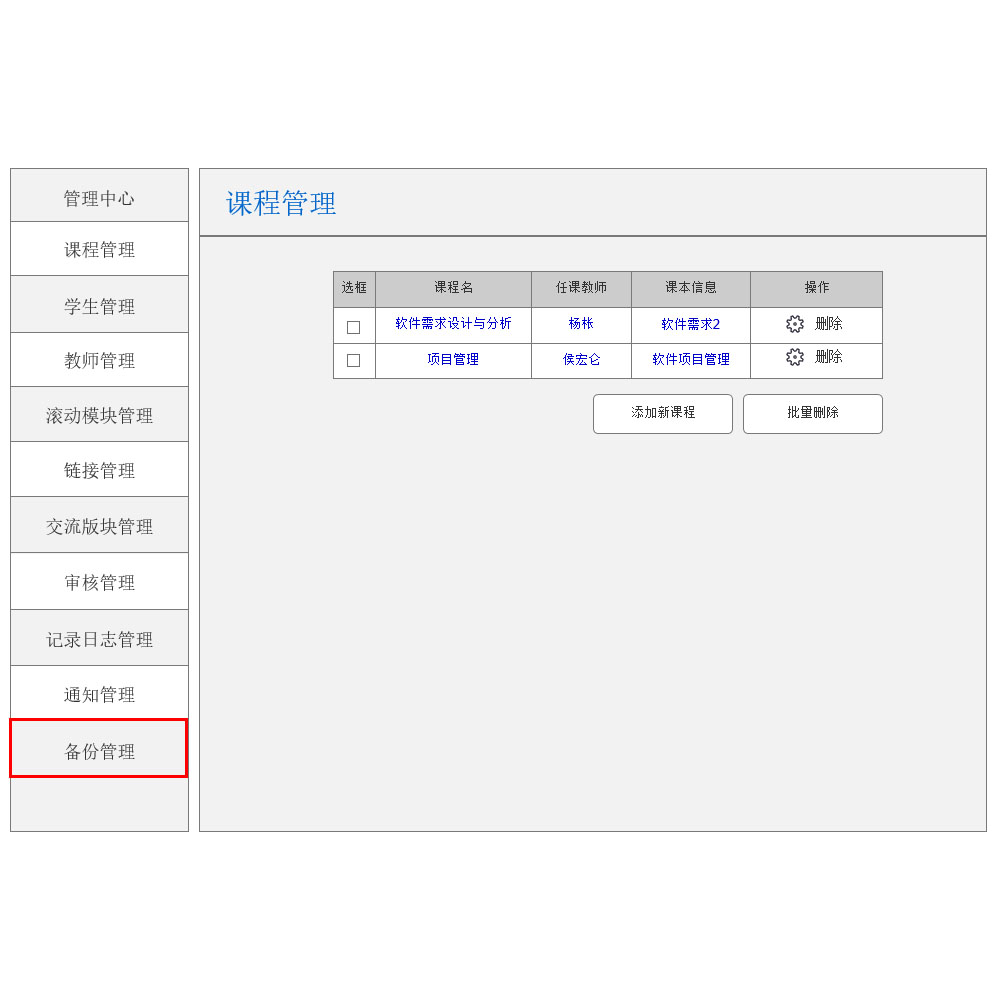 管理中心
课程管理
学生管理
教师管理
滚动模块管理
链接管理
交流版块管理
审核管理
记录日志管理
通知管理
备份管理
课程管理
选框 课程名 任课教师 课本信息 操作
软件需求设计与分析 杨枨 软件需求2 删除
项目管理 侯宏仑 软件项目管理 删除
添加新课程 批量删除